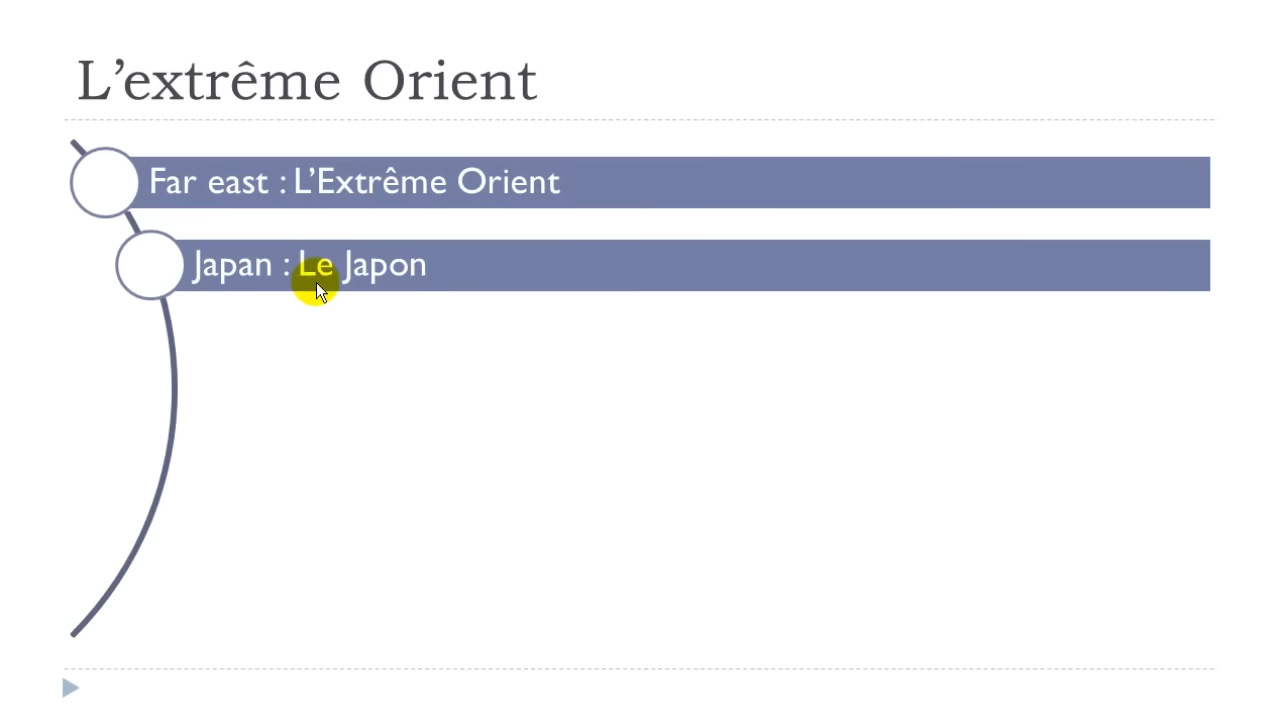 L’extrême Orient
Far east : L’Extrême Orient
Japan : Le Japon